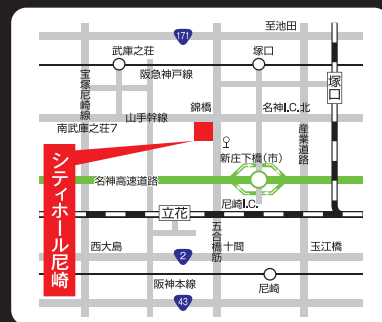 至池田
171
武庫之荘
塚口
阪急神戸線
塚口
宝塚尼崎線
錦橋
名神I.C.北
山手幹線
南武庫之荘7
産業道路
新庄下橋(市)
シティホール尼崎
名神高速道路
尼崎I.C.
立花
西大島
五合橋筋
十間
玉江橋
2
阪神本線
尼崎
43